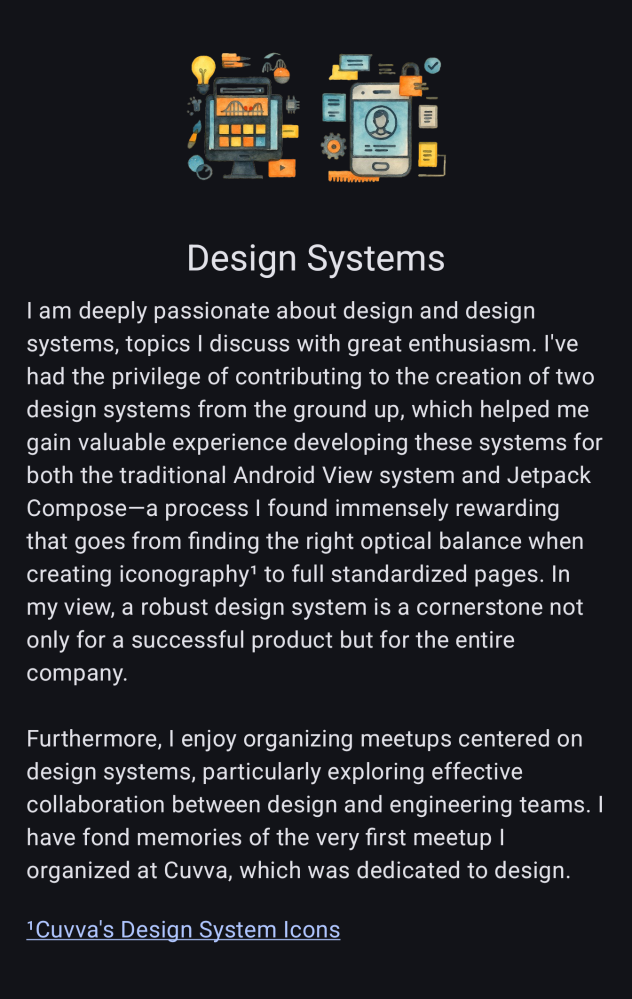 Design Systems
I am deeply passionate about design and design
systems, topics I discuss with great enthusiasm. I've
had the privilege of contributing to the creation of two
design systems from the ground up, which helped me
gain valuable experience developing these systems for
both the traditional Android View system and Jetpack
Compose—a process I found immensely rewarding
that goes from finding the right optical balance when
creating iconography¹ to full standardized pages. In
my view, a robust design system is a cornerstone not
only for a successful product but for the entire
company.
Furthermore, I enjoy organizing meetups centered on
design systems, particularly exploring effective
collaboration between design and engineering teams. I
have fond memories of the very first meetup I
organized at Cuvva, which was dedicated to design.
¹Cuvva's Design System Icons